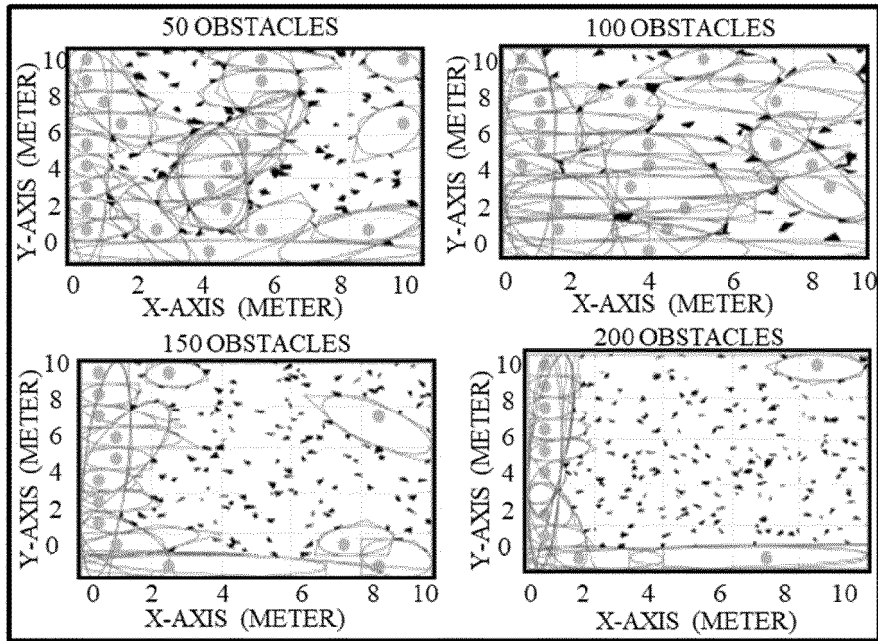 50 OBSTACLES
100 OBSTACLES
Y-AXIS (METER)
10
8
6
4
2
0
0 2 4 6 8 10
X-AXIS (METER)
Y-AXIS (METER)
10
8
6
4
2
0
0 2 4 6 8 10
X-AXIS (METER)
150 OBSTACLES
200 OBSTACLES
Y-AXIS (METER)
10
8
6
4
2
0
0 2 4 6 8 10
X-AXIS (METER)
Y-AXIS (METER)
10
8
6
4
2
0
0 2 4 6 8 10
X-AXIS (METER)